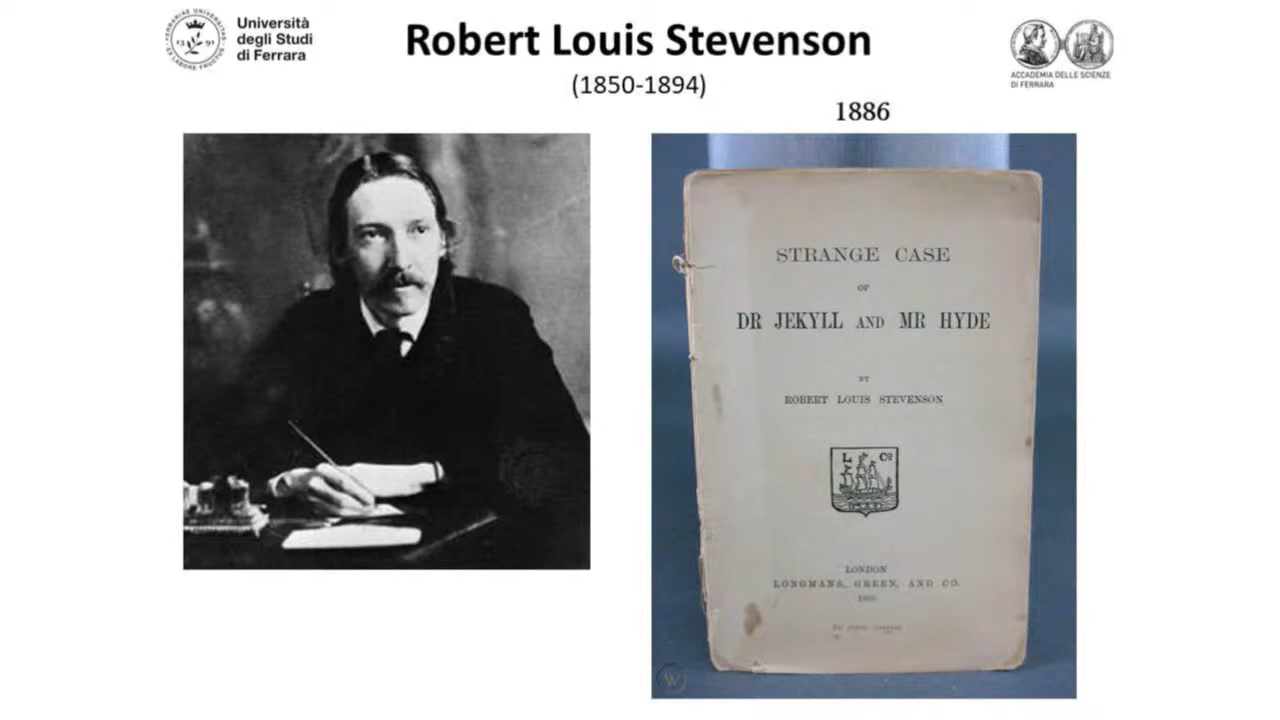 Università
degli Studi
di Ferrara
Robert Louis Stevenson
(1850-1894)
ACCADEMIA DELLE SCIENZE
DI FERRARA
1886
STRANGE CASE
OF
DR JEKYLL AND MR HYDE
BY
ROBERT LOUIS STEVENSON
L Co
LONDON
LONGMANS, GREEN, AND CO.
1886